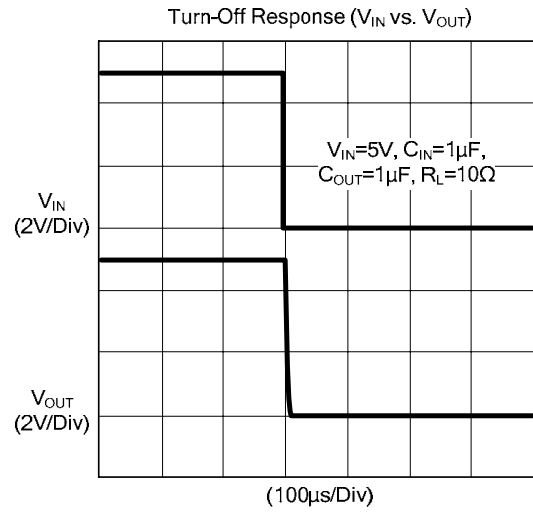 Turn-Off Response (VIN vs. VOUT)
VIN=5V, CIN=1µF,
COUT=1µF, RL=10Ω
VIN
(2V/Div)
VOUT
(2V/Div)
(100µs/Div)